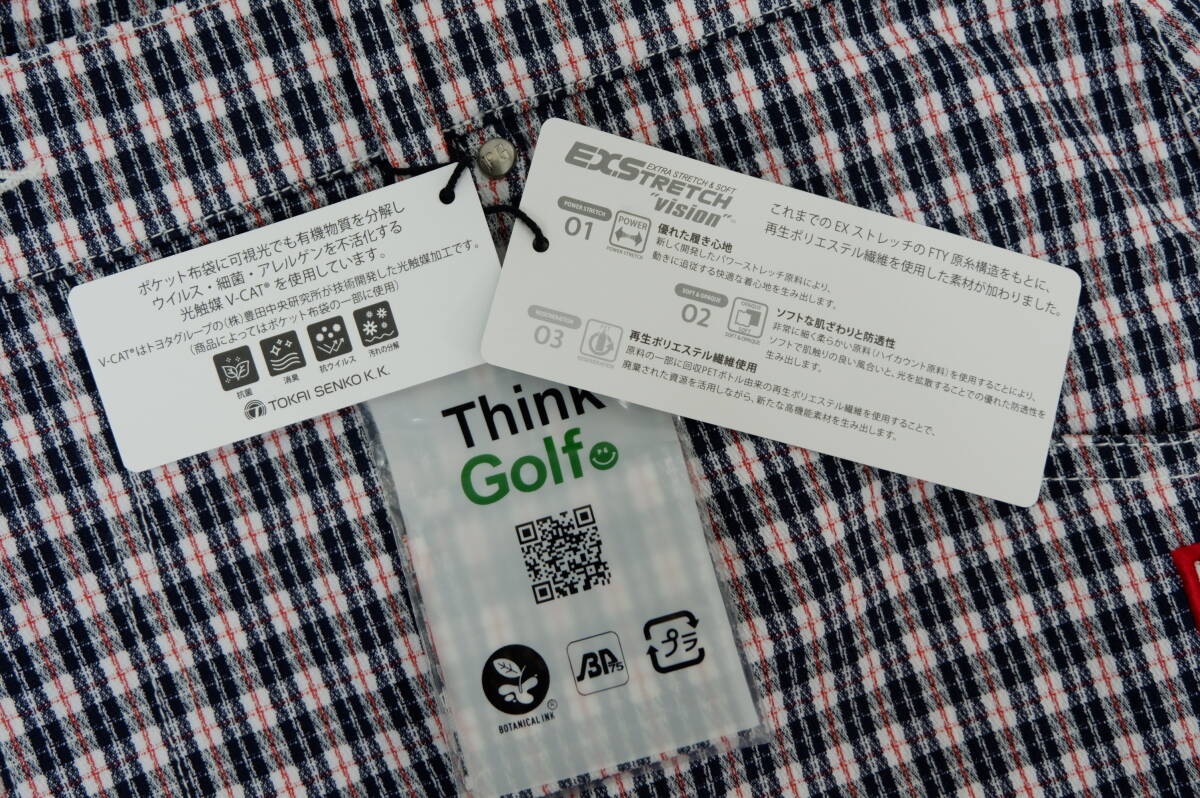 ポケット布袋に可視光でも有機物質を分解し
ウイルス・細菌・アレルゲンを不活化する
光触媒 V-CAT® を使用しています。
V-CAT®はトヨタグループの(株)豊田中央研究所が技術開発した光触媒加工です。
(商品によってはポケット布袋の一部に使用)
抗菌
消臭
抗ウイルス
汚れの分解
TOKAI SENKO K.K.
EXTRA STRETCH & SOFT
EX.STRETCH
"vision"
これまでの EX ストレッチの FTY 原糸構造をもとに、
再生ポリエステル繊維を使用した素材が加わりました。
POWER STRETCH
01
POWER
POWER STRETCH
優れた履き心地
新しく開発したパワーストレッチ原料により、
動きに追従する快適な着心地を生み出します。
SOFT & OPAQUE
02
SOFT
SOFT & OPAQUE
ソフトな肌ざわりと防透性
非常に細く柔らかい原料(ハイカウント原料)を使用することにより、
ソフトで肌触りの良い風合いと、光を拡散することでの優れた防透性を
生み出します。
03
再生ポリエステル繊維使用
原料の一部に回収PETボトル由来の再生ポリエステル繊維を使用することで、
廃棄された資源を活用しながら、新たな高機能素材を生み出します。
Think
Golf
BOTANICAL INK
プラ